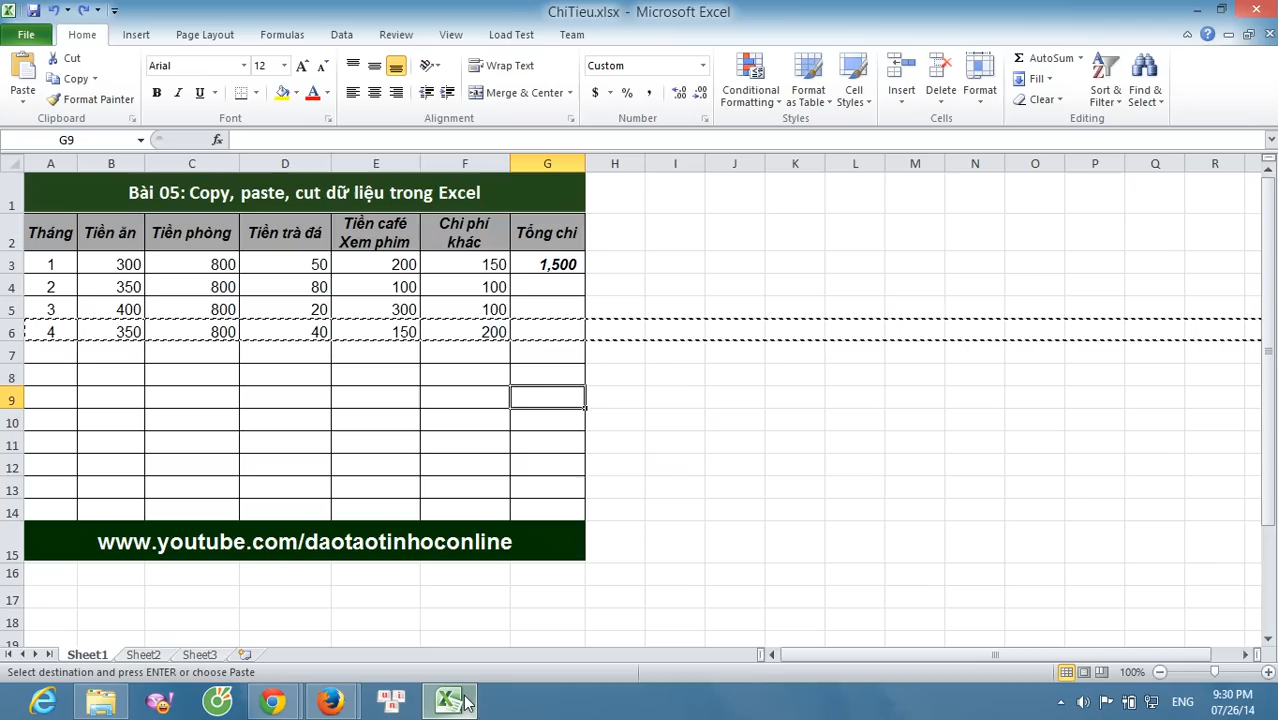 ChiTieu.xlsx - Microsoft Excel
File Home Insert Page Layout Formulas Data Review View Load Test Team
Paste
Cut
Copy
Format Painter
Clipboard
Arial 12
B I U
Font
Wrap Text
Merge & Center
Alignment
Custom
$ % ,
Number
Conditional Formatting
Format as Table
Cell Styles
Styles
Insert Delete Format
Cells
Σ AutoSum
Fill
Clear
Sort & Filter
Find & Select
Editing
G9 fx
A B C D E F G H I J K L M N O P Q R
1 Bài 05: Copy, paste, cut dữ liệu trong Excel
2 Tháng Tiền ăn Tiền phòng Tiền trà đá Tiền café Xem phim Chi phí khác Tổng chi
3 1 300 800 50 200 150 1,500
4 2 350 800 80 100 100
5 3 400 800 20 300 100
6 4 350 800 40 150 200
7
8
9
10
11
12
13
14
15 www.youtube.com/daotaotinhoconline
16
17
18
19
Sheet1 Sheet2 Sheet3
Select destination and press ENTER or choose Paste
100%
ENG
9:30 PM
07/26/14